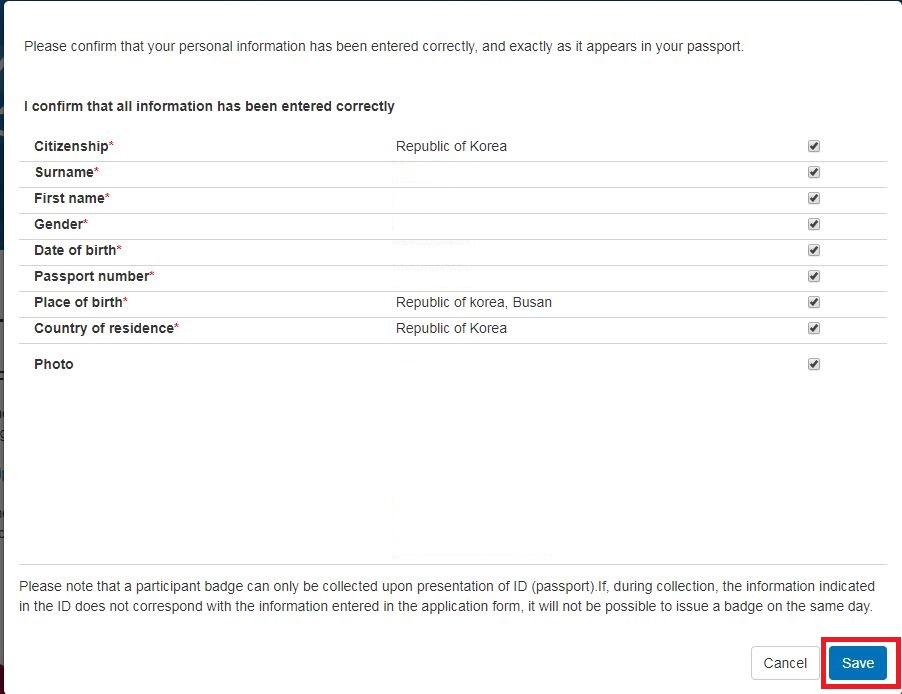 Please confirm that your personal information has been entered correctly, and exactly as it appears in your passport.
I confirm that all information has been entered correctly
Citizenship* Republic of Korea
Surname*
First name*
Gender*
Date of birth*
Passport number*
Place of birth* Republic of korea, Busan
Country of residence* Republic of Korea
Photo
Please note that a participant badge can only be collected upon presentation of ID (passport).If, during collection, the information indicated
in the ID does not correspond with the information entered in the application form, it will not be possible to issue a badge on the same day.
Cancel Save